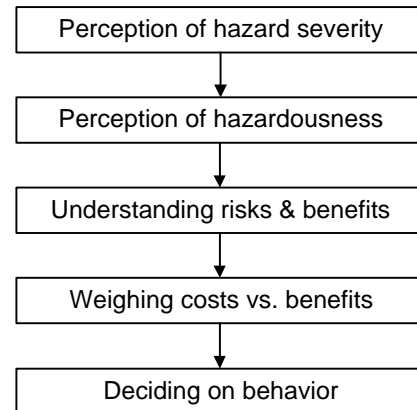 Perception of hazard severity
Perception of hazardousness
Understanding risks & benefits
Weighing costs vs. benefits
Deciding on behavior